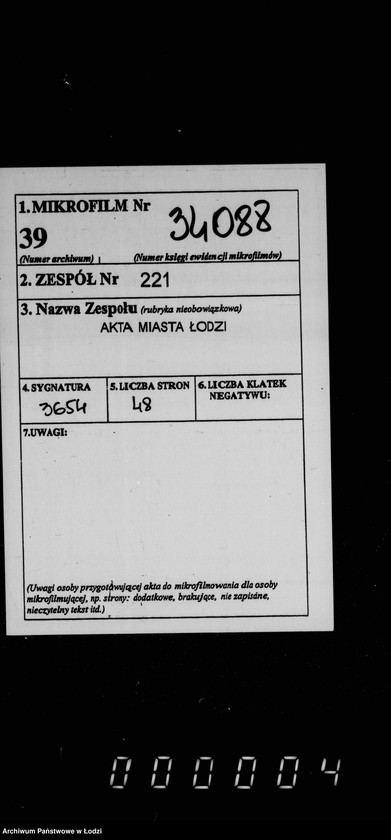 1. MIKROFILM Nr
34088
39
(Numer archiwum) (Numer księgi ewidencji mikrofilmów)
2. ZESPÓŁ Nr 221
3. Nazwa Zespołu (rubryka nieobowiązkowa)
AKTA MIASTA ŁODZI
4. SYGNATURA 5. LICZBA STRON 6. LICZBA KLATEK
NEGATYWU:
3654 48
7. UWAGI:
(Uwagi osoby przygotówującej akta do mikrofilmowania dla osoby
mikrofilmującej, np. strony: dodatkowe, brakujące, nie zapisane,
nieczytelny tekst itd.)
000004
Archiwum Państwowe w Łodzi